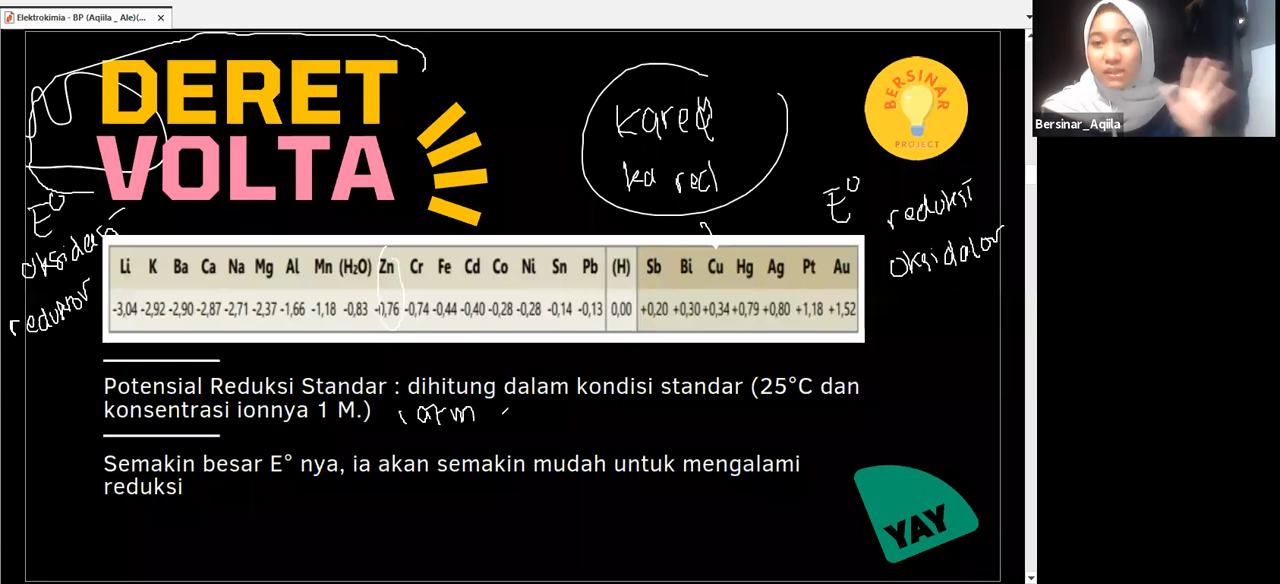 Elektrokimia - BP (Aqiila _ Ale)(...
DERET
VOLTA
BERSINAR
PROJECT
Bersinar_Aqiila
ka red
E°
oksidasi
reduktor
E°
reduksi
oksidator
Li K Ba Ca Na Mg Al Mn (H₂O) Zn Cr Fe Cd Co Ni Sn Pb (H) Sb Bi Cu Hg Ag Pt Au
-3,04 -2,92 -2,90 -2,87 -2,71 -2,37 -1,66 -1,18 -0,83 -0,76 -0,74 -0,44 -0,40 -0,28 -0,28 -0,14 -0,13 0,00 +0,20 +0,30 +0,34 +0,79 +0,80 +1,18 +1,52
Potensial Reduksi Standar : dihitung dalam kondisi standar (25°C dan
konsentrasi ionnya 1 M.) 1 atm
Semakin besar E° nya, ia akan semakin mudah untuk mengalami
reduksi
YAY